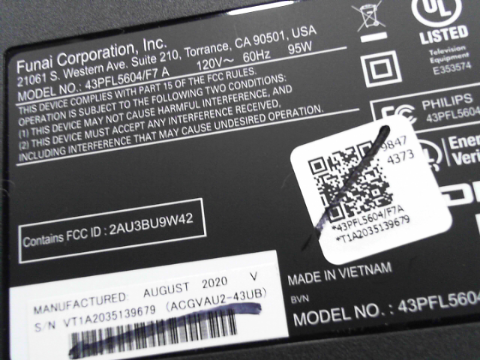 Funai Corporation, Inc.
21061 S. Western Ave. Suite 210, Torrance, CA 90501, USA
MODEL NO.: 43PFL5604/F7 A 120V~ 60Hz 95W
THIS DEVICE COMPLIES WITH PART 15 OF THE FCC RULES.
OPERATION IS SUBJECT TO THE FOLLOWING TWO CONDITIONS:
(1) THIS DEVICE MAY NOT CAUSE HARMFUL INTERFERENCE, AND
(2) THIS DEVICE MUST ACCEPT ANY INTERFERENCE RECEIVED,
INCLUDING INTERFERENCE THAT MAY CAUSE UNDESIRED OPERATION.
UL
LISTED
Television
E353574
FC
PHILIPS
43PFL5604
9847
4373
*43PFL5604/F7A
*T1A2035139679
Contains FCC ID : 2AU3BU9W42
MANUFACTURED: AUGUST 2020 V
S/N VT1A2035139679 (ACGVAU2-43UB)
MADE IN VIETNAM
BVN
MODEL NO. : 43PFL5604